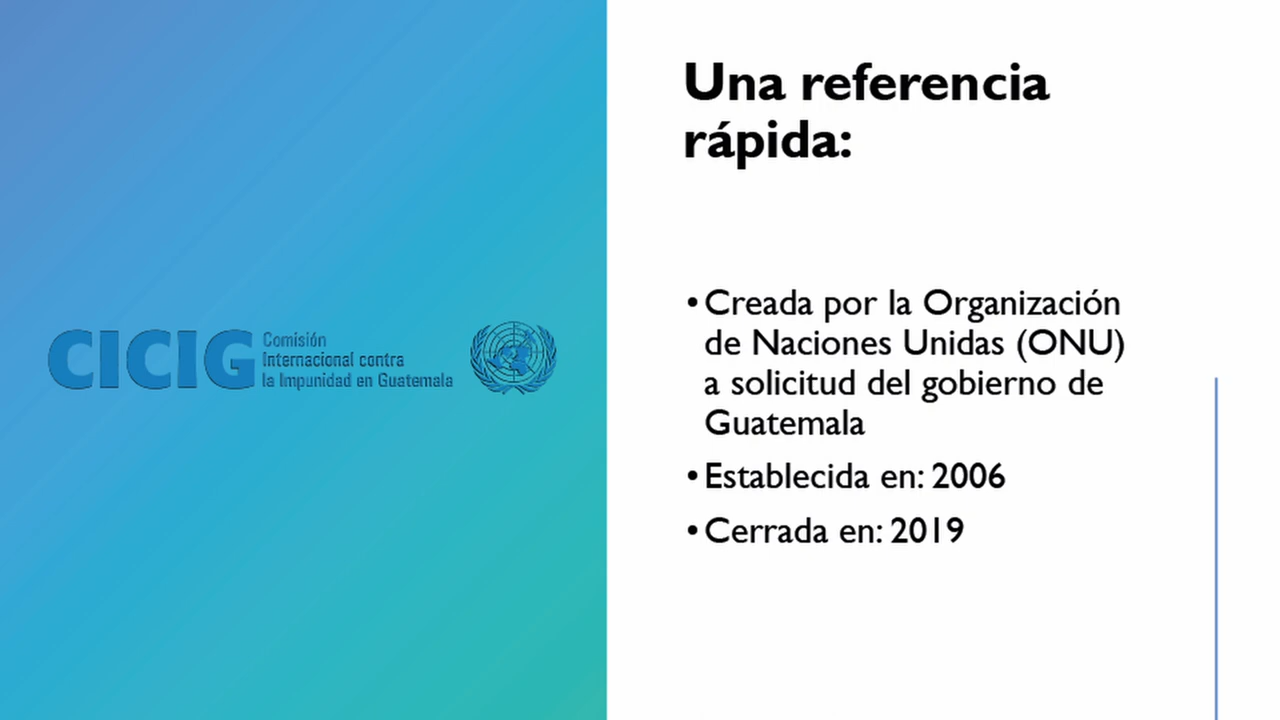 CICIG
Comisión
Internacional contra
la Impunidad en Guatemala
Una referencia
rápida:
• Creada por la Organización
de Naciones Unidas (ONU)
a solicitud del gobierno de
Guatemala
• Establecida en: 2006
• Cerrada en: 2019